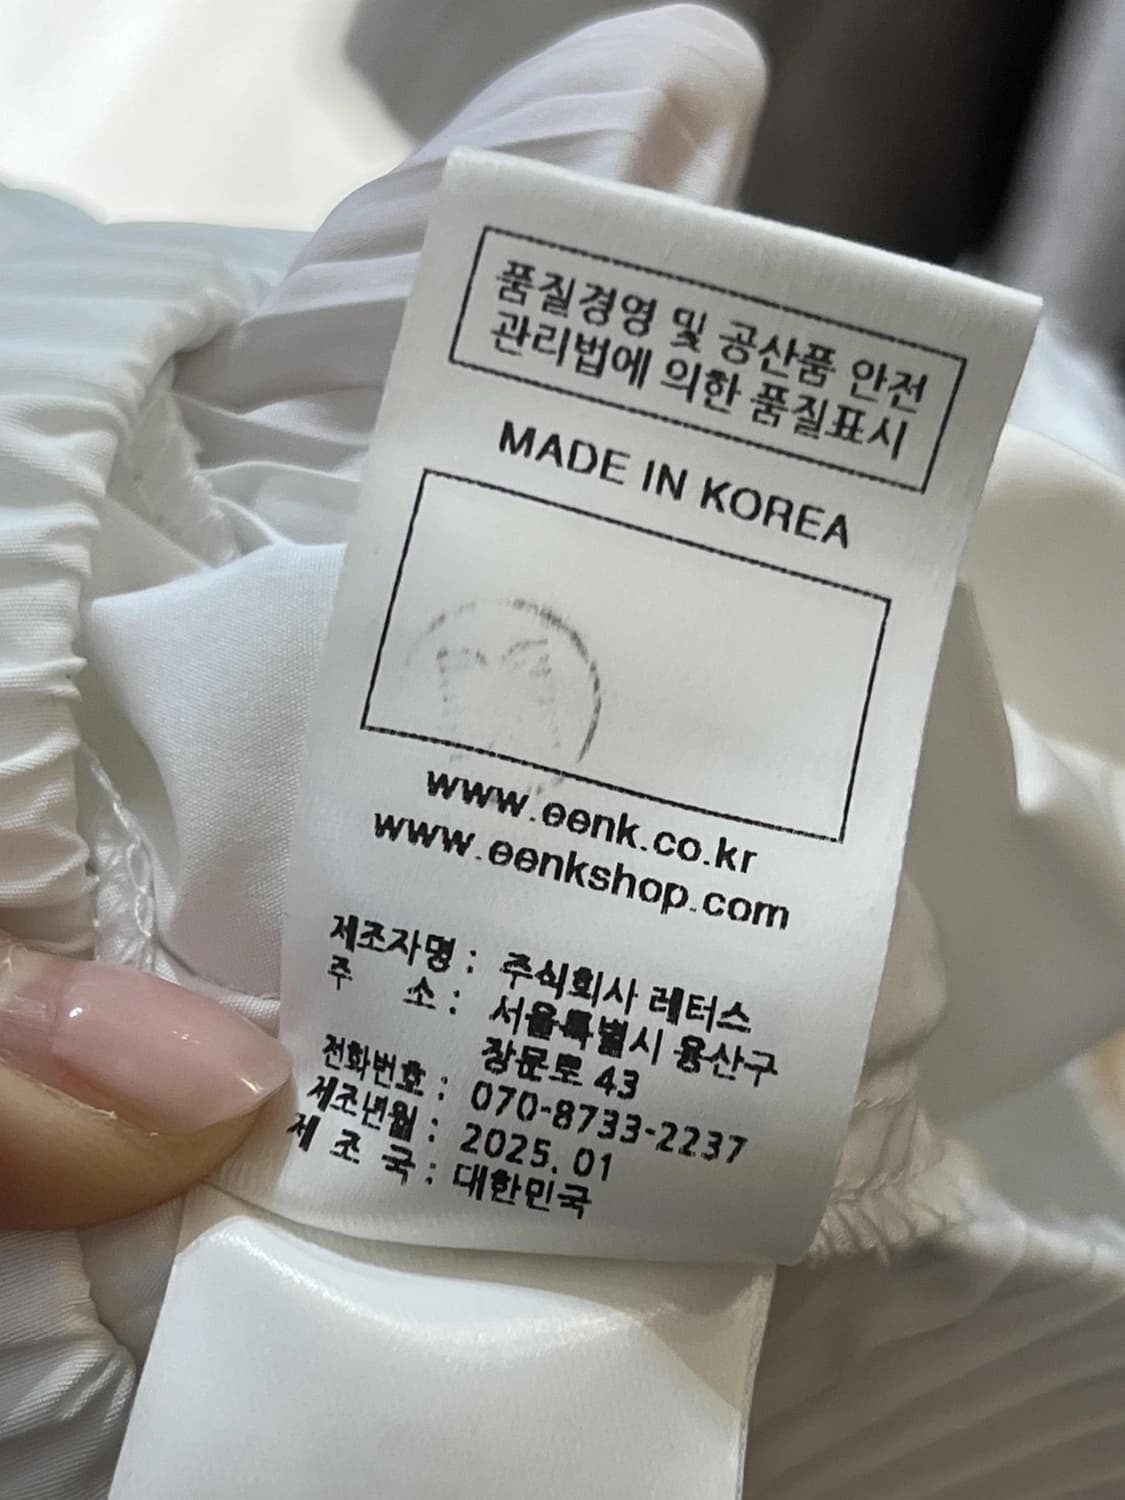 품질경영 및 공산품 안전
관리법에 의한 품질표시
MADE IN KOREA
www.eenk.co.kr
www.eenkshop.com
제조자명 : 주식회사 레터스
주 소 : 서울특별시 용산구
장문로 43
전화번호 : 070-8733-2237
제조년월 : 2025. 01
제 조 국 : 대한민국